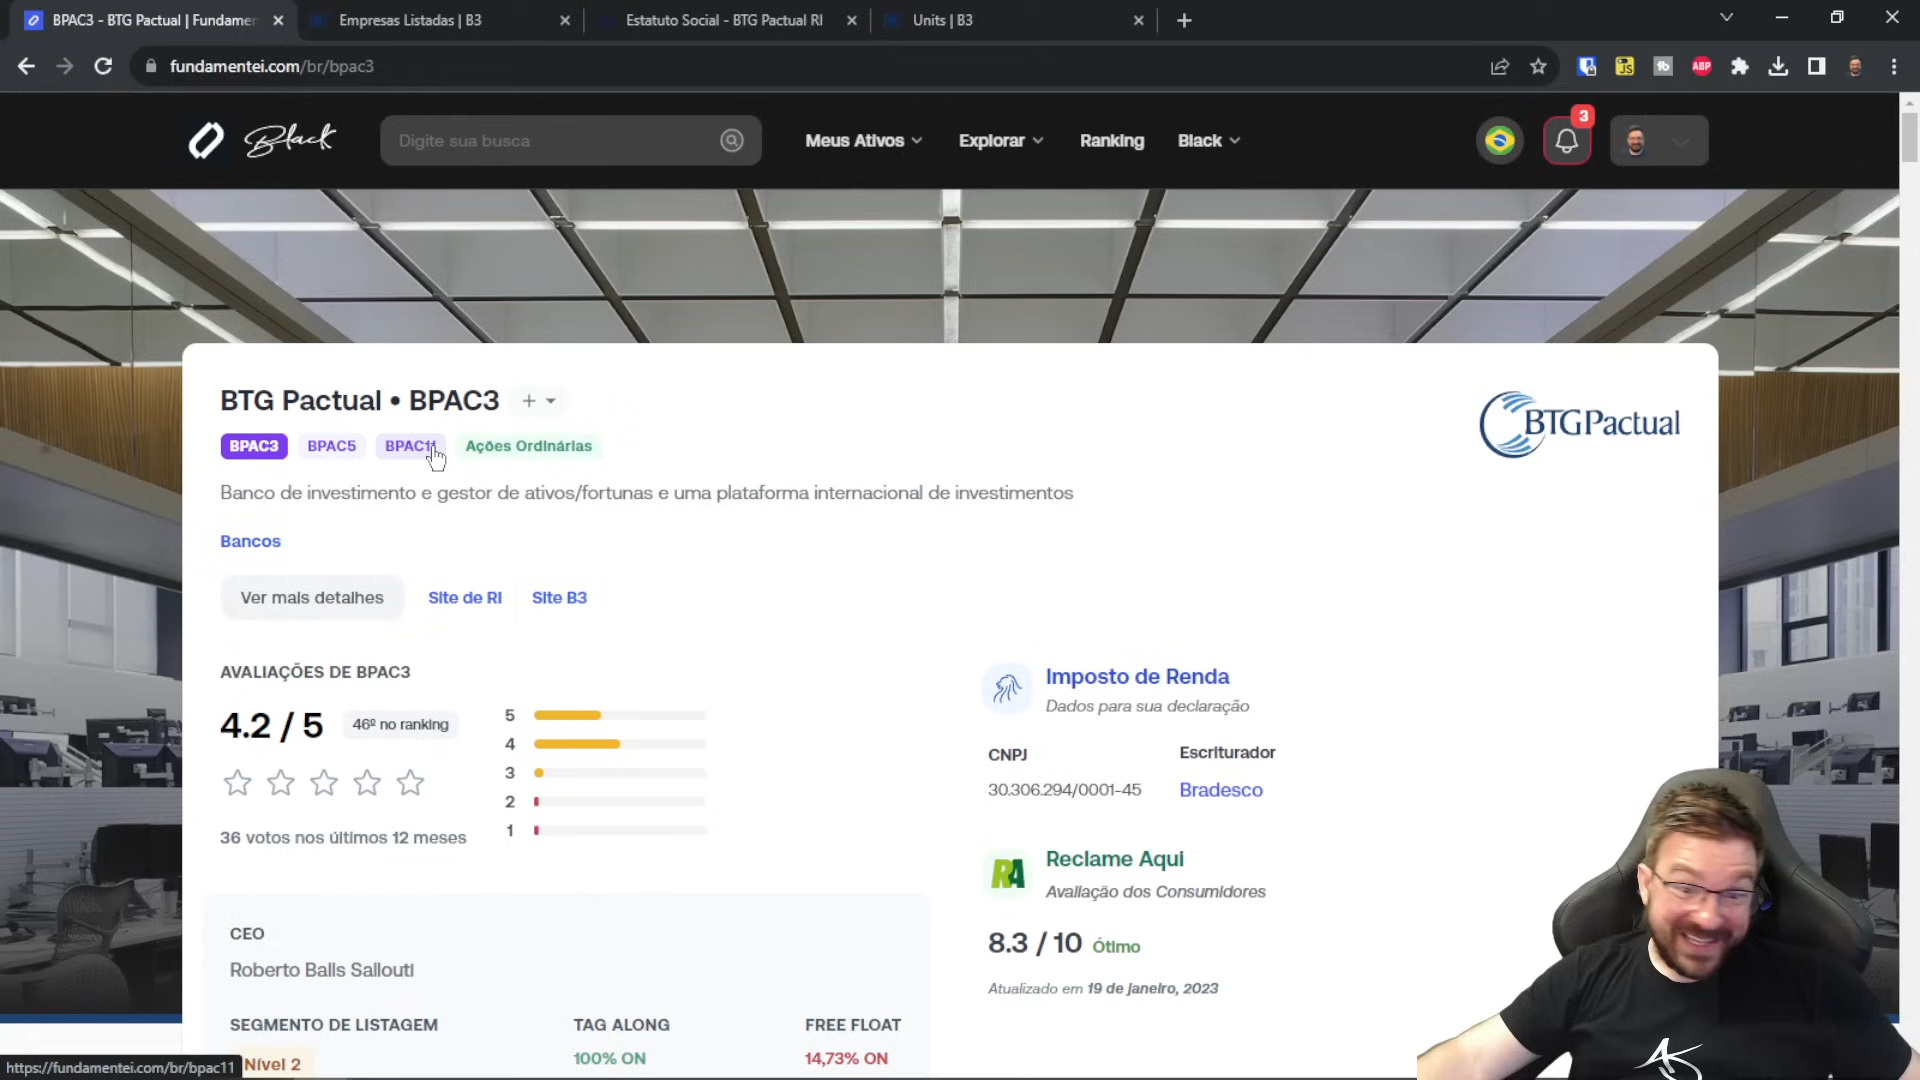 BPAC3 - BTG Pactual | Fundamen
Empresas Listadas | B3
Estatuto Social - BTG Pactual RI
Units | B3
fundamentei.com/br/bpac3
Black
Digite sua busca
Meus Ativos
Explorar
Ranking
Black
3
BTG Pactual • BPAC3
BTGPactual
BPAC3
BPAC5
BPAC11
Ações Ordinárias
Banco de investimento e gestor de ativos/fortunas e uma plataforma internacional de investimentos
Bancos
Ver mais detalhes
Site de RI
Site B3
AVALIAÇÕES DE BPAC3
4.2 / 5
46º no ranking
5
4
3
2
1
36 votos nos últimos 12 meses
Imposto de Renda
Dados para sua declaração
CNPJ
Escriturador
30.306.294/0001-45
Bradesco
RA
Reclame Aqui
Avaliação dos Consumidores
8.3 / 10 Ótimo
Atualizado em 19 de janeiro, 2023
CEO
Roberto Balls Sallouti
SEGMENTO DE LISTAGEM
TAG ALONG
FREE FLOAT
Nível 2
100% ON
14,73% ON
https://fundamentei.com/br/bpac11
ABP
JS